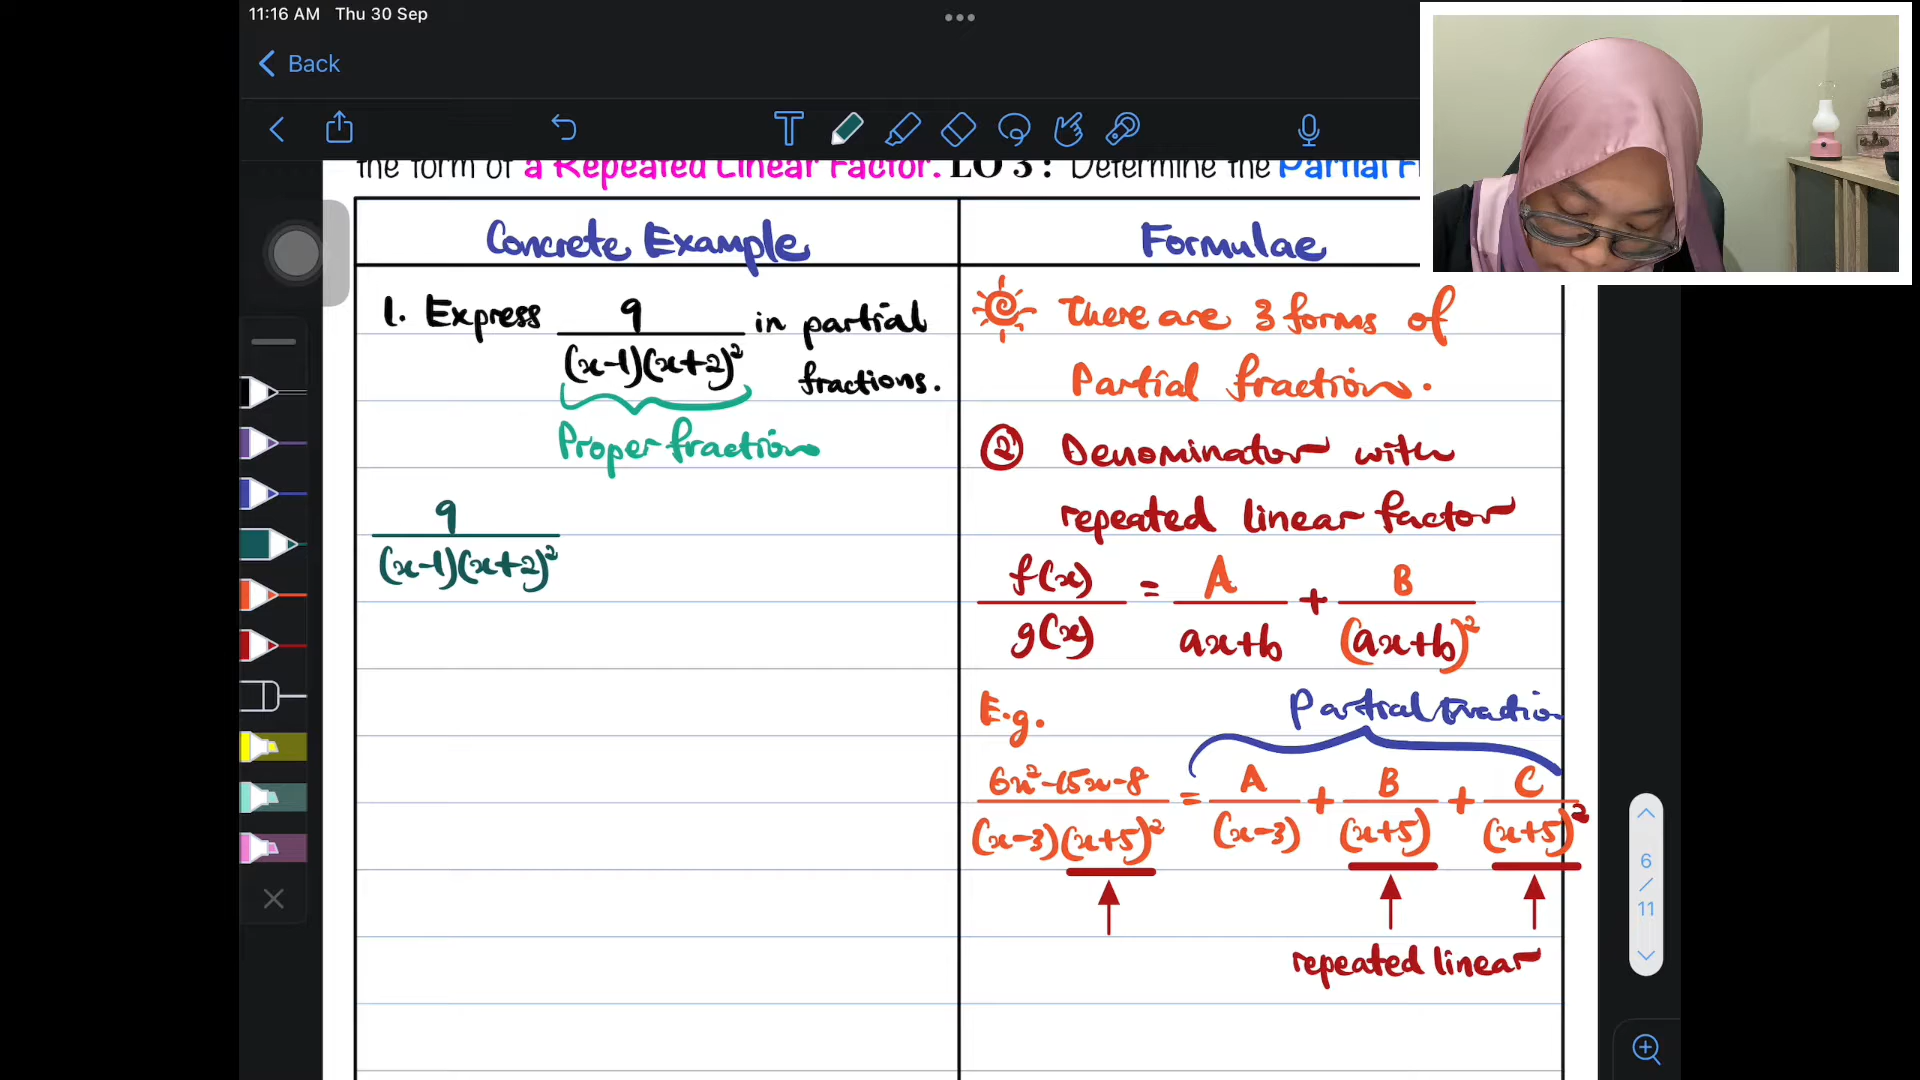 11:16 AM Thu 30 Sep
Back
the form of a Repeated Linear Factor. LO 3 : Determine the Partial Fr
Concrete Example
1. Express 9 / (x-1)(x+2)² in partial
fractions.
Proper fraction
9 / (x-1)(x+2)²
Formulae
There are 3 forms of
Partial fraction.
② Denominator with
repeated linear factor
f(x) / g(x) = A / ax+b + B / (ax+b)²
E.g. Partial Fraction
6x²-15x-8 / (x-3)(x+5)² = A / (x-3) + B / (x+5) + C / (x+5)²
repeated linear
6 / 11